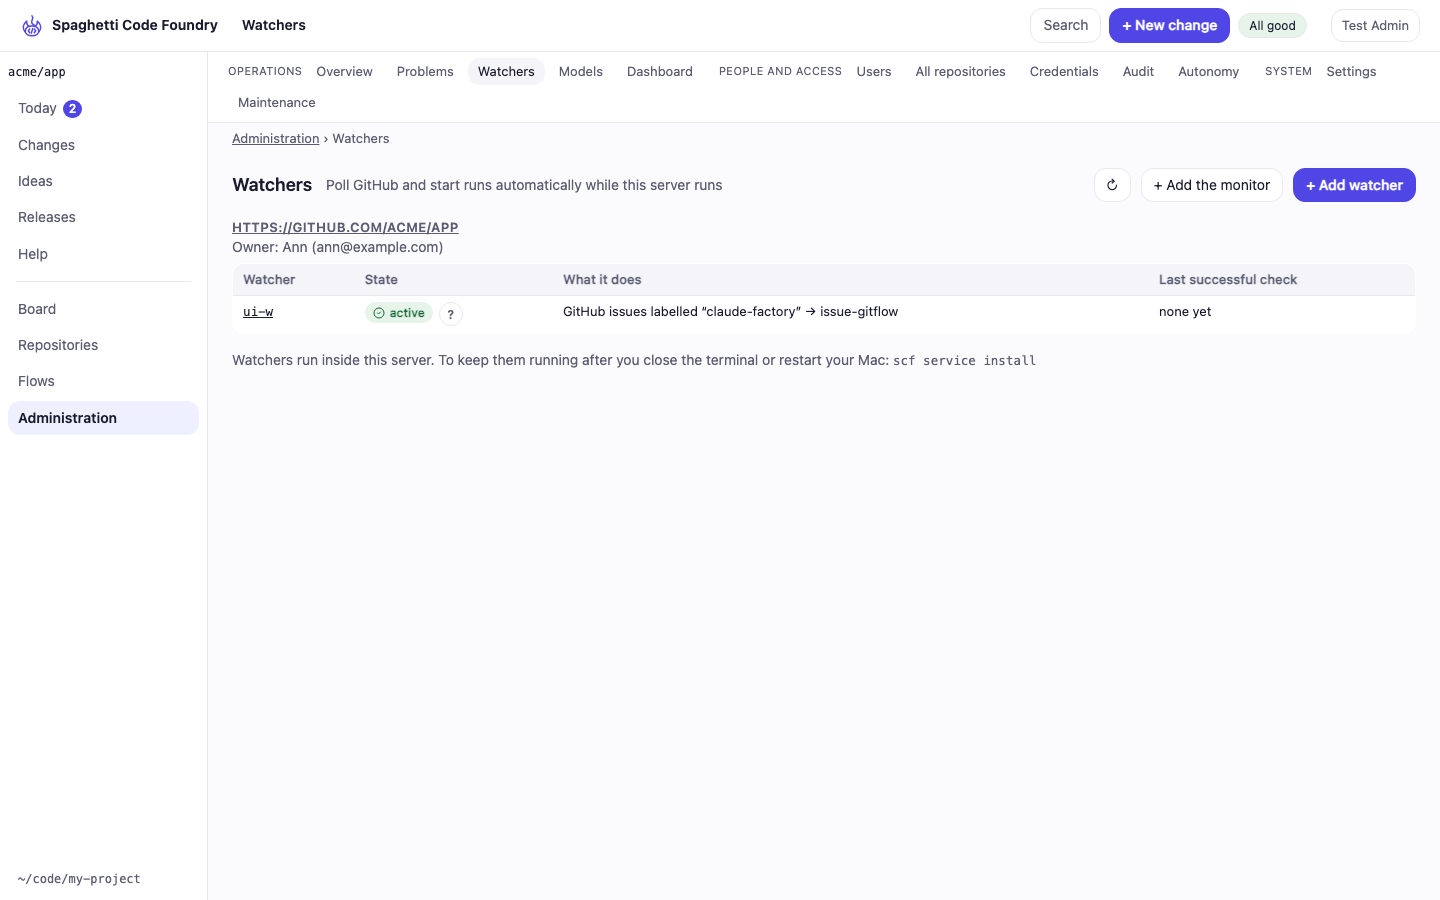 Spaghetti Code Foundry Watchers Search + New change All good Test Admin
acme/app
Today 2
Changes
Ideas
Releases
Help
Board
Repositories
Flows
Administration
~/code/my-project
OPERATIONS Overview Problems Watchers Models Dashboard PEOPLE AND ACCESS Users All repositories Credentials Audit Autonomy SYSTEM Settings
Maintenance
Administration › Watchers
Watchers Poll GitHub and start runs automatically while this server runs ↻ + Add the monitor + Add watcher
HTTPS://GITHUB.COM/ACME/APP
Owner: Ann (ann@example.com)
Watcher State What it does Last successful check
ui-w active ? GitHub issues labelled “claude-factory” → issue-gitflow none yet
Watchers run inside this server. To keep them running after you close the terminal or restart your Mac: scf service install